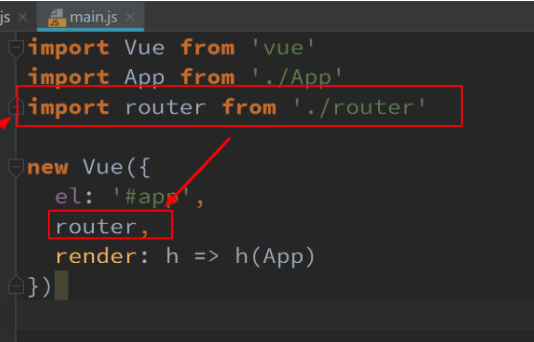 js
main.js
import Vue from 'vue'
import App from './App'
import router from './router'
new Vue({
el: '#app',
router,
render: h => h(App)
})